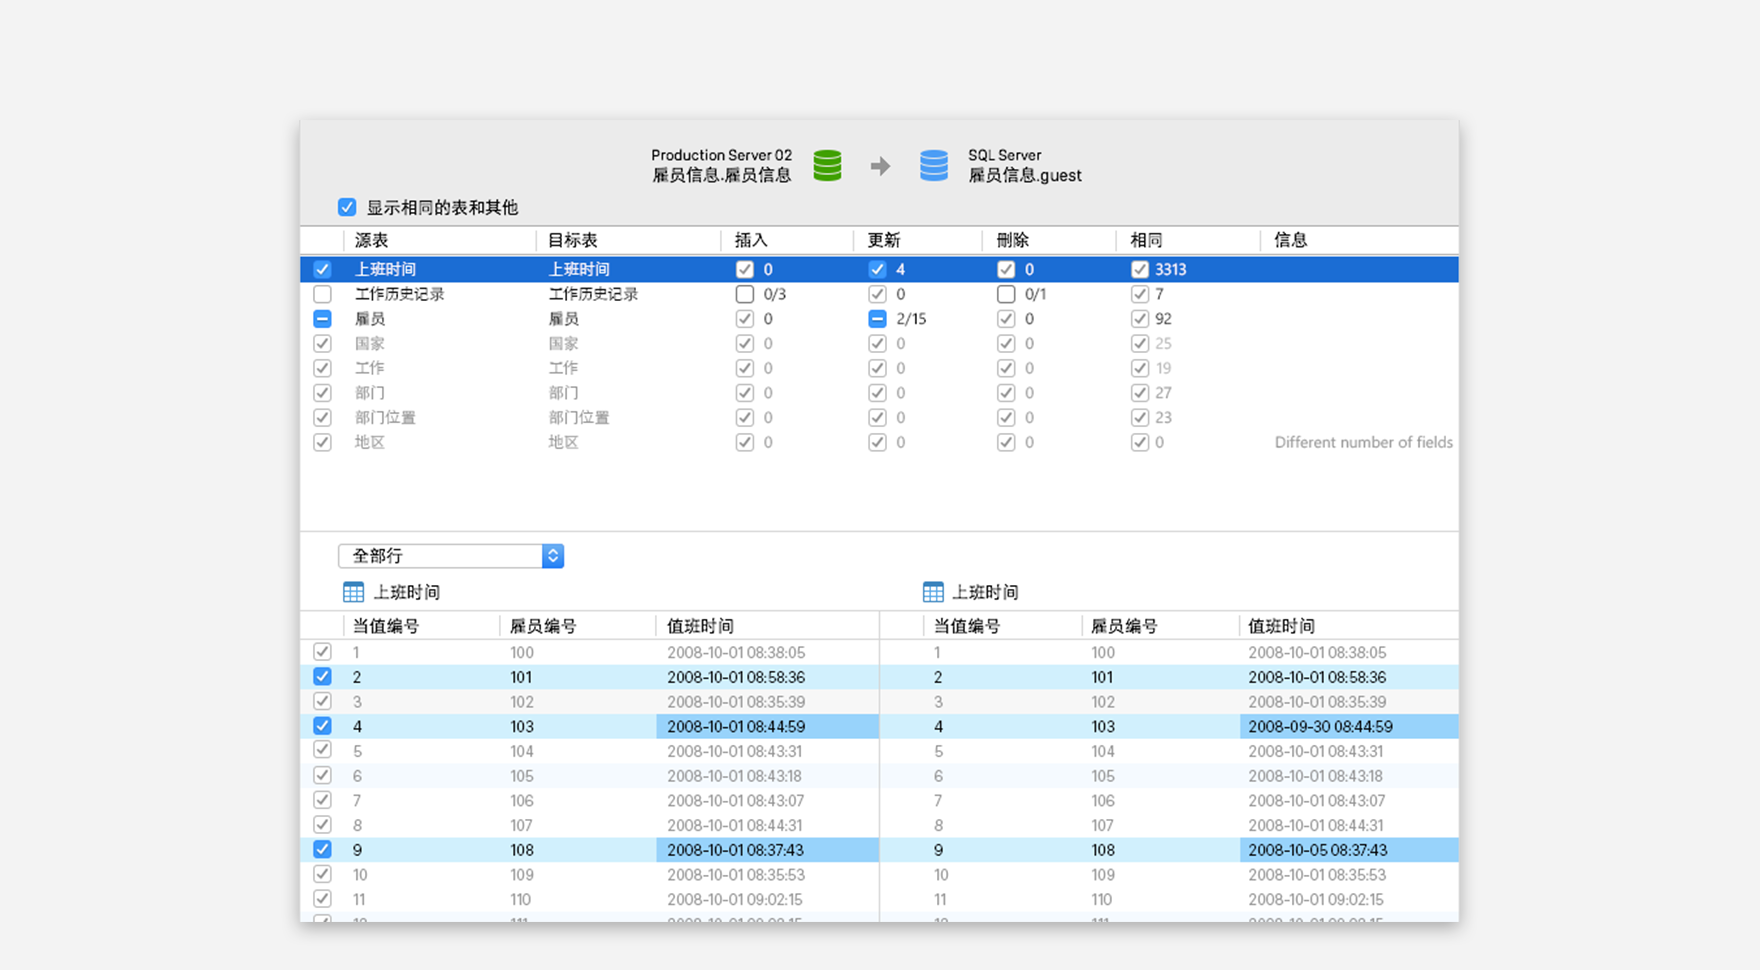 Production Server 02
雇员信息.雇员信息
SQL Server
雇员信息.guest
显示相同的表和其他
源表 目标表 插入 更新 刪除 相同 信息
上班时间 上班时间 0 4 0 3313
工作历史记录 工作历史记录 0/3 0 0/1 7
雇员 雇员 0 2/15 0 92
国家 国家 0 0 0 25
工作 工作 0 0 0 19
部门 部门 0 0 0 27
部门位置 部门位置 0 0 0 23
地区 地区 0 0 0 0 Different number of fields
全部行
上班时间 上班时间
当值编号 雇员编号 值班时间 当值编号 雇员编号 值班时间
1 100 2008-10-01 08:38:05 1 100 2008-10-01 08:38:05
2 101 2008-10-01 08:58:36 2 101 2008-10-01 08:58:36
3 102 2008-10-01 08:35:39 3 102 2008-10-01 08:35:39
4 103 2008-10-01 08:44:59 4 103 2008-09-30 08:44:59
5 104 2008-10-01 08:43:31 5 104 2008-10-01 08:43:31
6 105 2008-10-01 08:43:18 6 105 2008-10-01 08:43:18
7 106 2008-10-01 08:43:07 7 106 2008-10-01 08:43:07
8 107 2008-10-01 08:44:31 8 107 2008-10-01 08:44:31
9 108 2008-10-01 08:37:43 9 108 2008-10-05 08:37:43
10 109 2008-10-01 08:35:53 10 109 2008-10-01 08:35:53
11 110 2008-10-01 09:02:15 11 110 2008-10-01 09:02:15